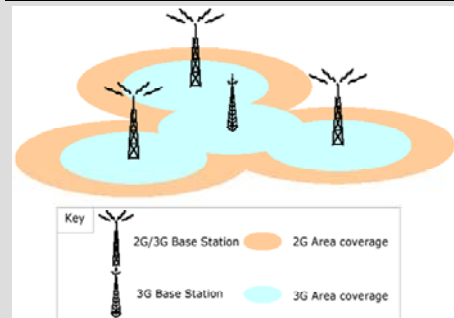 Key
2G/3G Base Station
2G Area coverage
3G Base Station
3G Area coverage